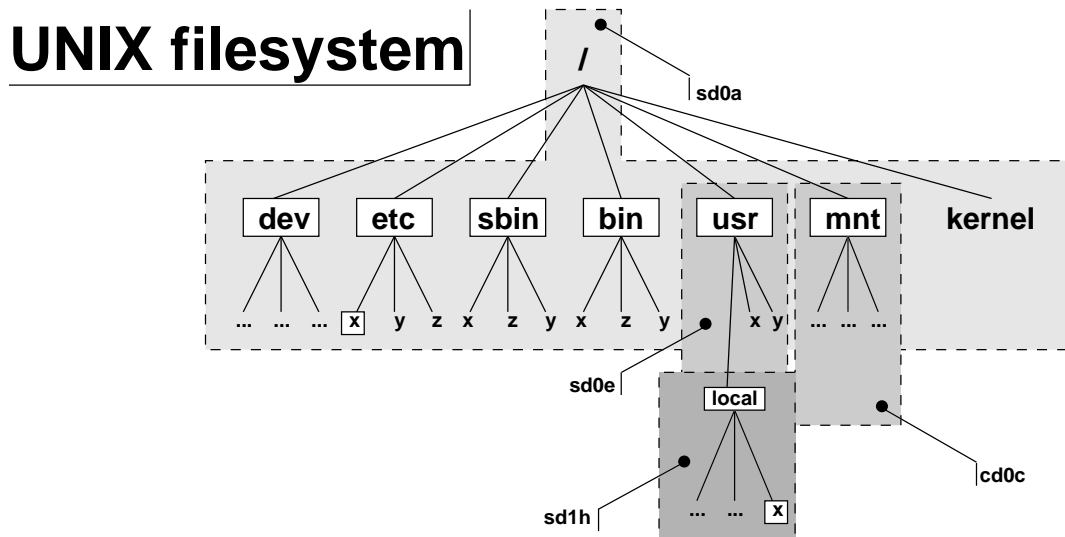 UNIX filesystem
/
sd0a
dev etc sbin bin usr mnt kernel
... ... ... x y z x z y x z y x y ... ... ...
sd0e
local
cd0c
... ... x
sd1h